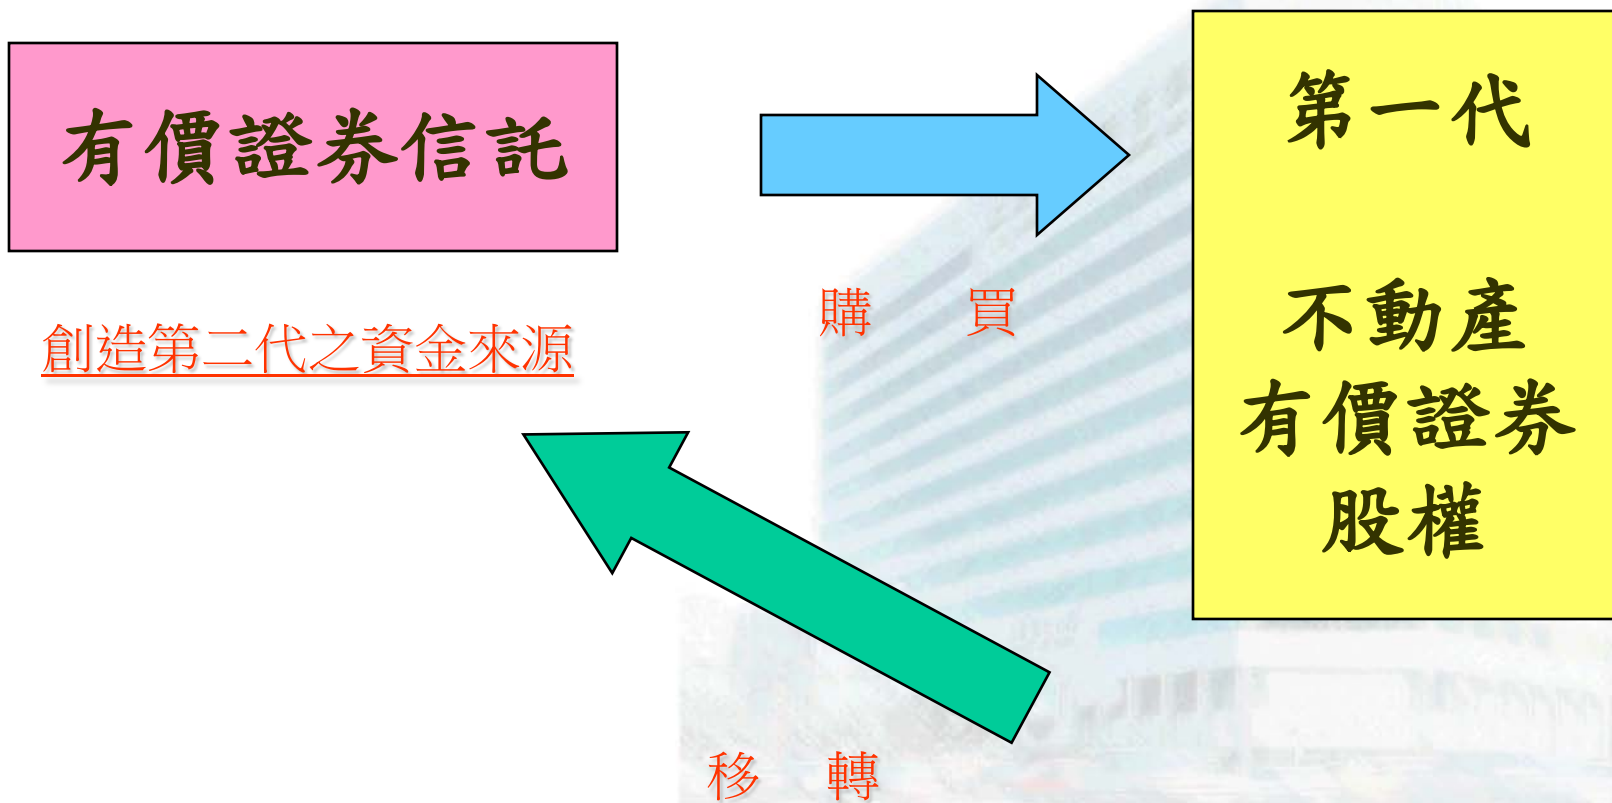 有價證券信託
創造第二代之資金來源
購 買
第一代
不動產
有價證券
股權
移 轉